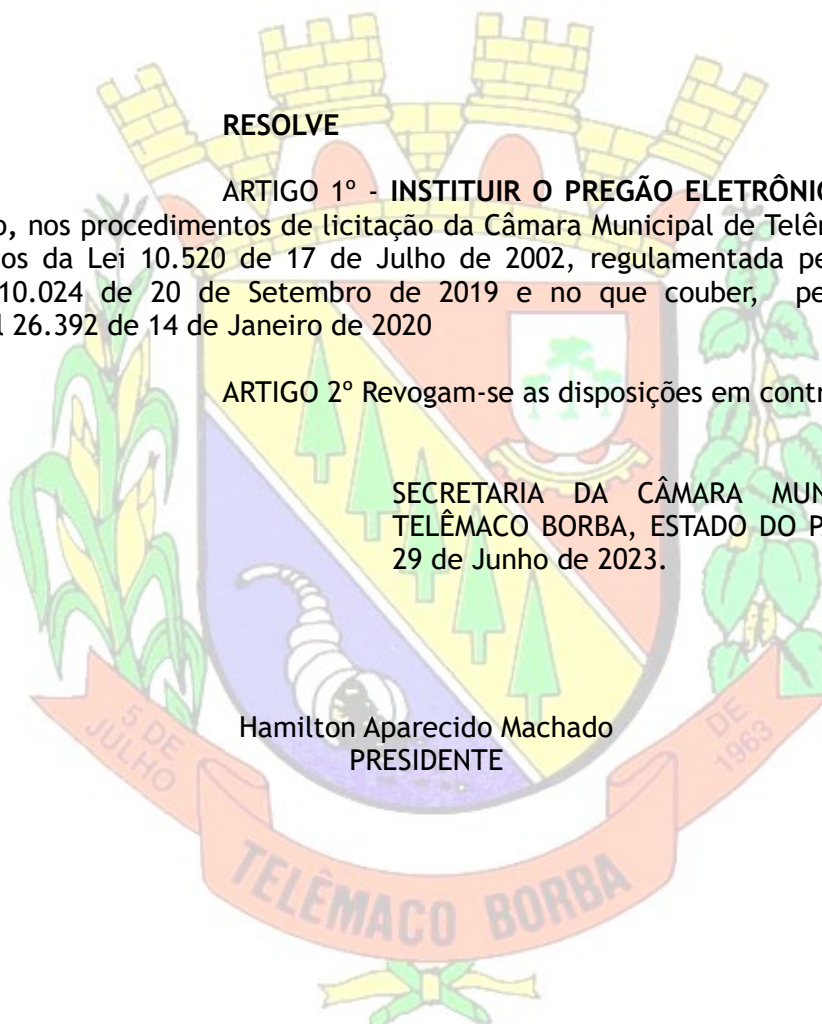 RESOLVE
ARTIGO 1º - INSTITUIR O PREGÃO ELETRÔNIC
o, nos procedimentos de licitação da Câmara Municipal de Telêr
os da Lei 10.520 de 17 de Julho de 2002, regulamentada pe
10.024 de 20 de Setembro de 2019 e no que couber, pe
l 26.392 de 14 de Janeiro de 2020
ARTIGO 2º Revogam-se as disposições em contr
SECRETARIA DA CÂMARA MUN
TELÊMACO BORBA, ESTADO DO P
29 de Junho de 2023.
Hamilton Aparecido Machado
PRESIDENTE
5 DE JULHO
DE 1963
TELÊMACO BORBA